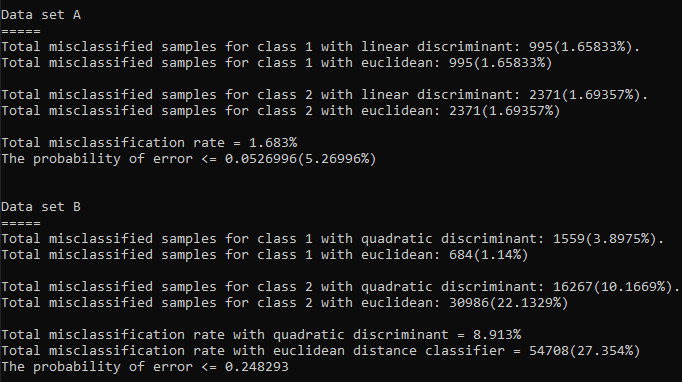 Data set A
=====
Total misclassified samples for class 1 with linear discriminant: 995(1.65833%).
Total misclassified samples for class 1 with euclidean: 995(1.65833%)
Total misclassified samples for class 2 with linear discriminant: 2371(1.69357%).
Total misclassified samples for class 2 with euclidean: 2371(1.69357%)
Total misclassification rate = 1.683%
The probability of error <= 0.0526996(5.26996%)
Data set B
=====
Total misclassified samples for class 1 with quadratic discriminant: 1559(3.8975%).
Total misclassified samples for class 1 with euclidean: 684(1.14%)
Total misclassified samples for class 2 with quadratic discriminant: 16267(10.1669%).
Total misclassified samples for class 2 with euclidean: 30986(22.1329%)
Total misclassification rate with quadratic discriminant = 8.913%
Total misclassification rate with euclidean distance classifier = 54708(27.354%)
The probability of error <= 0.248293